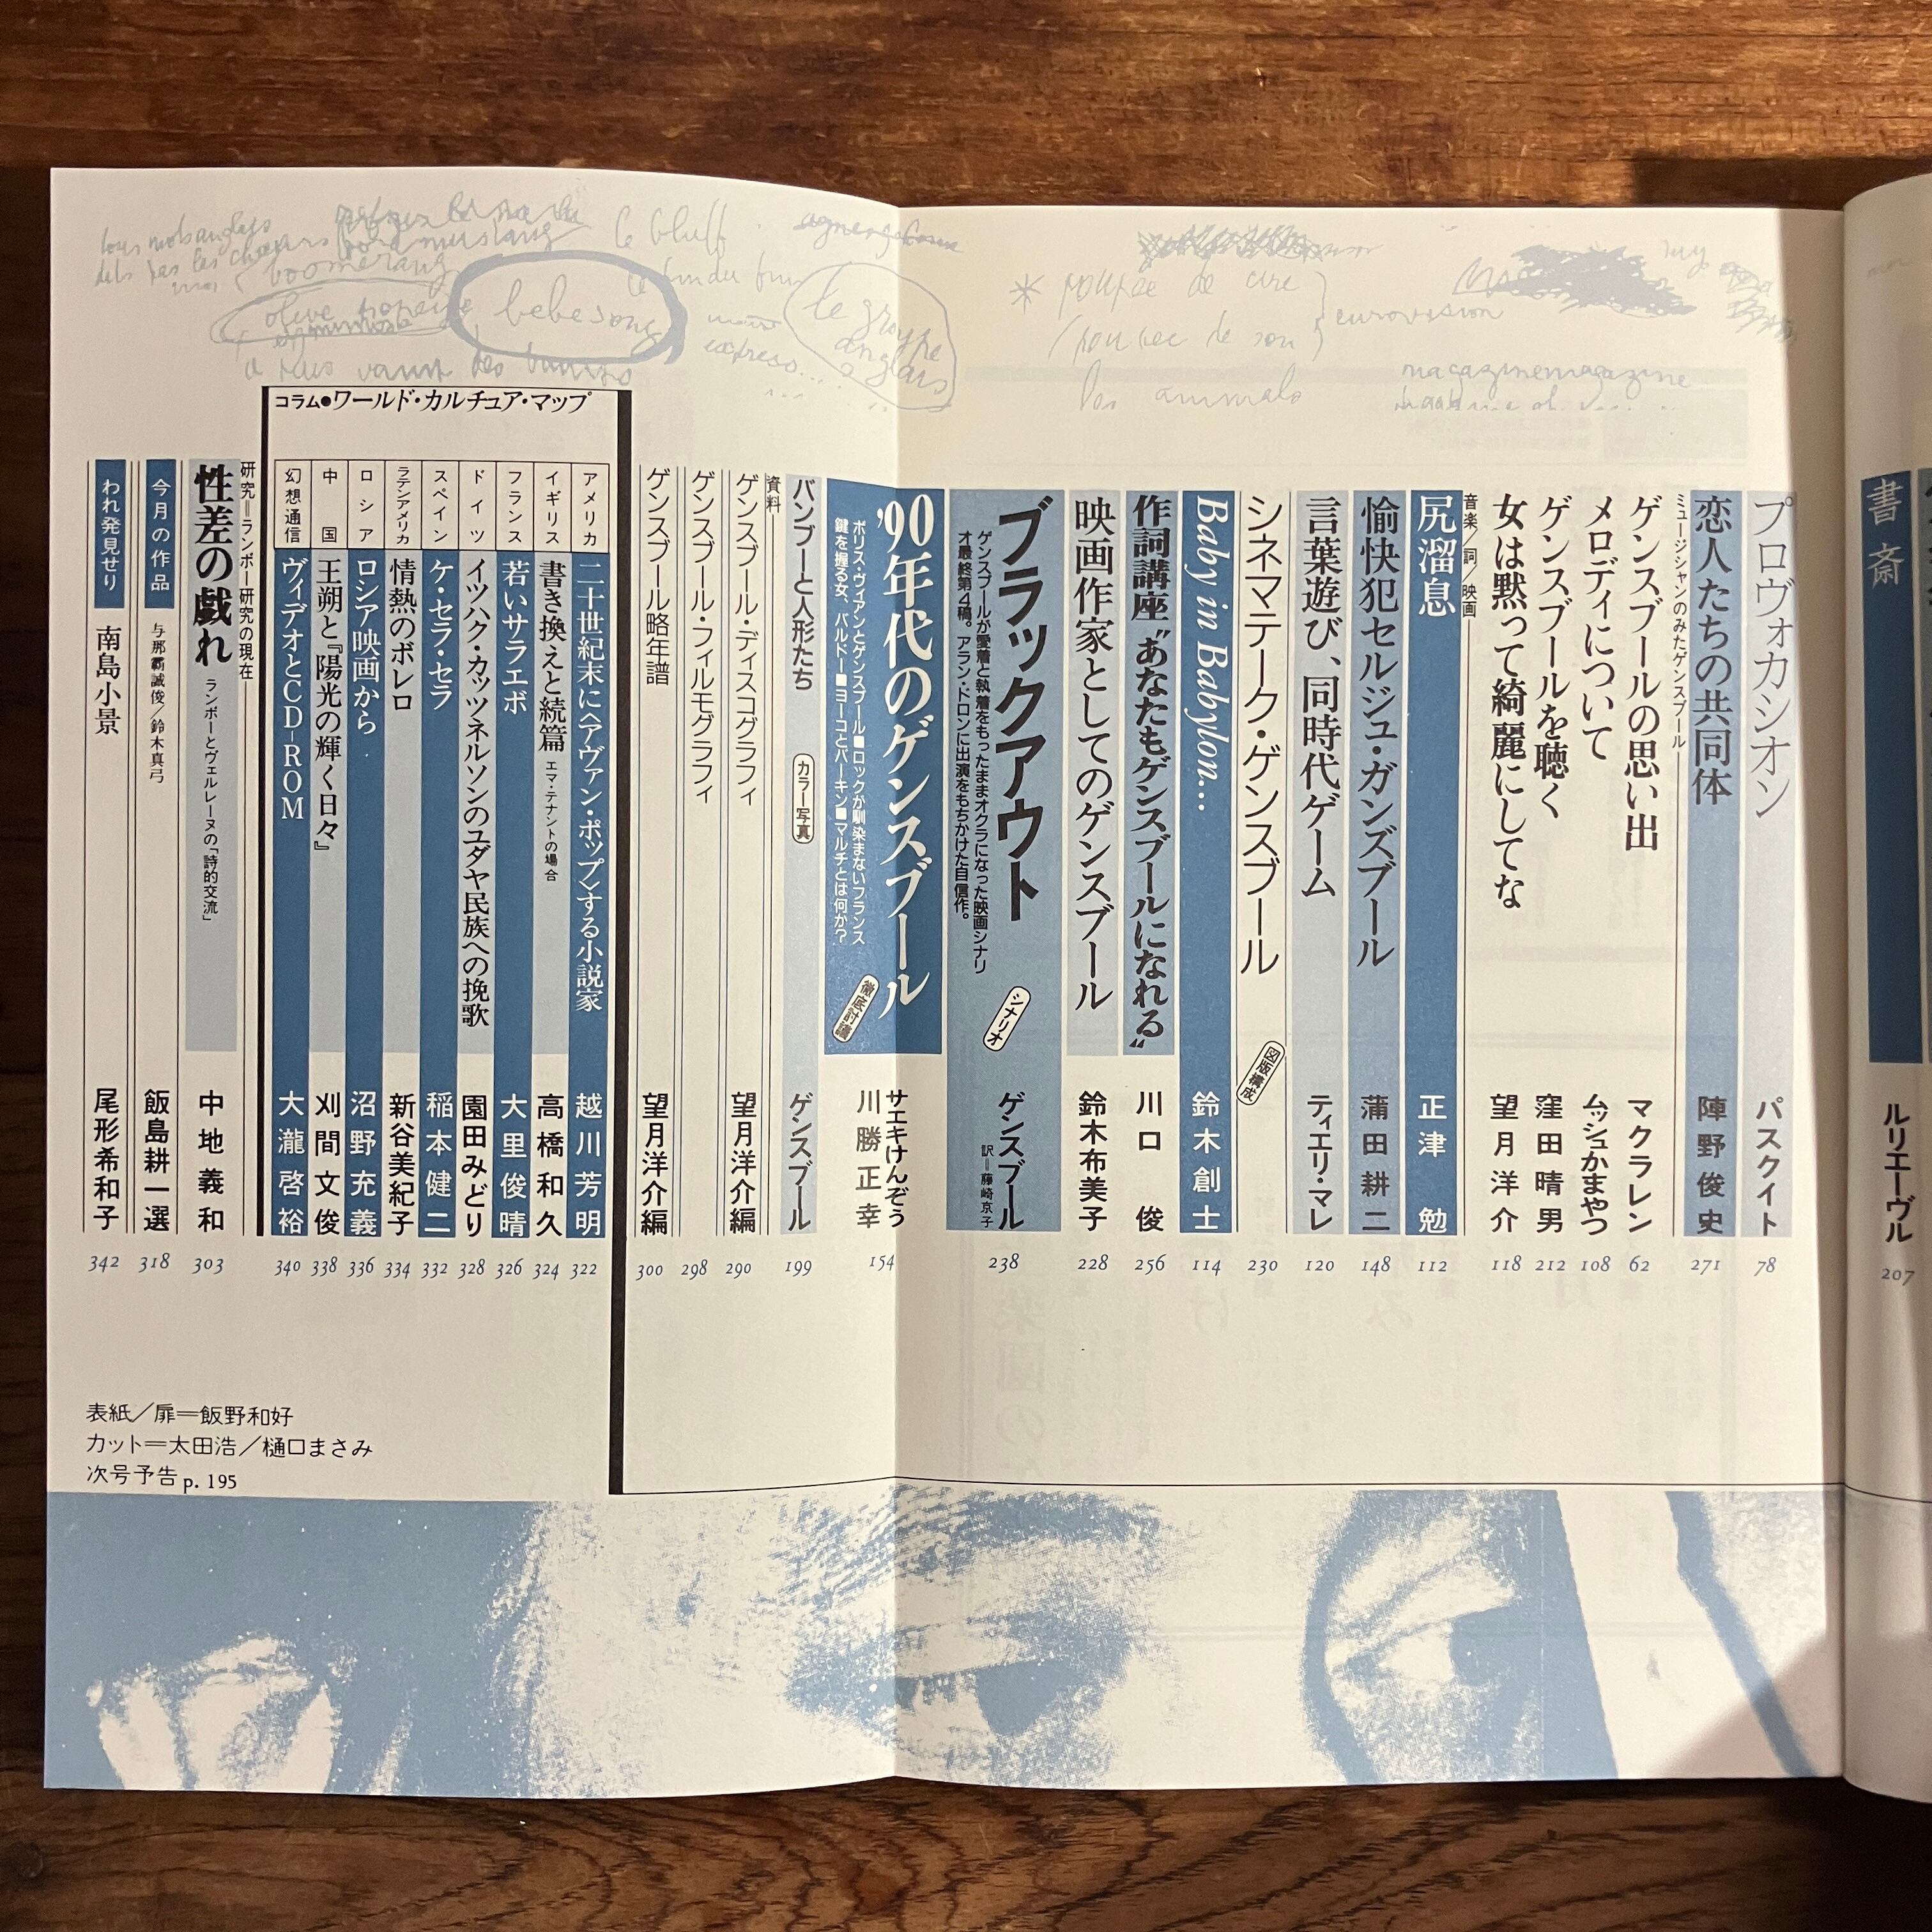 書斎
ルリエーヴル
207
プロヴォカシオン
パスクイト
78
恋人たちの共同体
陣野俊史
271
ミュージシャンのみたゲンスブール
ゲンスブールの思い出
マクラレン
62
メロディについて
ムッシュかまやつ
108
ゲンスブールを聴く
窪田晴男
212
女は黙って綺麗にしてな
望月洋介
118
音楽/詞/映画
尻溜息
正津 勉
112
愉快犯セルジュ・ガンズブール
蒲田耕二
148
言葉遊び、同時代ゲーム
ティエリ・マレ
120
シネマテーク・ゲンスブール
図版構成
230
Baby in Babylon...
鈴木創士
114
作詞講座〝あなたもゲンスブールになれる〟
川口 俊
256
映画作家としてのゲンスブール
鈴木布美子
228
ブラックアウト
ゲンスブールが愛着と執着をもったままオクラになった映画シナリ
オ最終第4稿。アラン・ドロンに出演をもちかけた自信作。
シナリオ
ゲンスブール
訳=藤崎京子
238
'90年代のゲンスブール
ボリス・ヴィアンとゲンスブール■ロックが馴染まないフランス
鍵を握る女、バルドー■ヨーコとバーキン■マルチとは何か?
徹底討議
サエキけんぞう
川勝正幸
154
バンブーと人形たち
カラー写真
ゲンスブール
199
資料
ゲンスブール・ディスコグラフィ
望月洋介編
290
ゲンスブール・フィルモグラフィ
298
ゲンスブール略年譜
望月洋介編
300
コラム●ワールド・カルチュア・マップ
アメリカ
二十世紀末に〈アヴァン・ポップ〉する小説家
越川芳明
322
イギリス
書き換えと続篇 エマ・テナントの場合
高橋和久
324
フランス
若いサラエボ
大里俊晴
326
ドイツ
イツハク・カッツネルソンのユダヤ民族への挽歌
園田みどり
328
スペイン
ケ・セラ・セラ
稲本健二
332
ラテンアメリカ
情熱のボレロ
新谷美紀子
334
ロシア
ロシア映画から
沼野充義
336
中国
王朔と『陽光の輝く日々』
刈間文俊
338
幻想通信
ヴィデオとCD-ROM
大瀧啓裕
340
研究=ランボー研究の現在
性差の戯れ
ランボーとヴェルレーヌの「詩的交流」
中地義和
303
今月の作品
与那覇誠俊/鈴木真弓
飯島耕一選
318
われ発見せり
南島小景
尾形希和子
342
表紙/扉=飯野和好
カット=太田浩/樋口まさみ
次号予告p. 195
boomerang
le bluff
bebe song
le groupe
anglais
* poupée de cire
poupee de son
eurovision
les animals
magazinemagazine